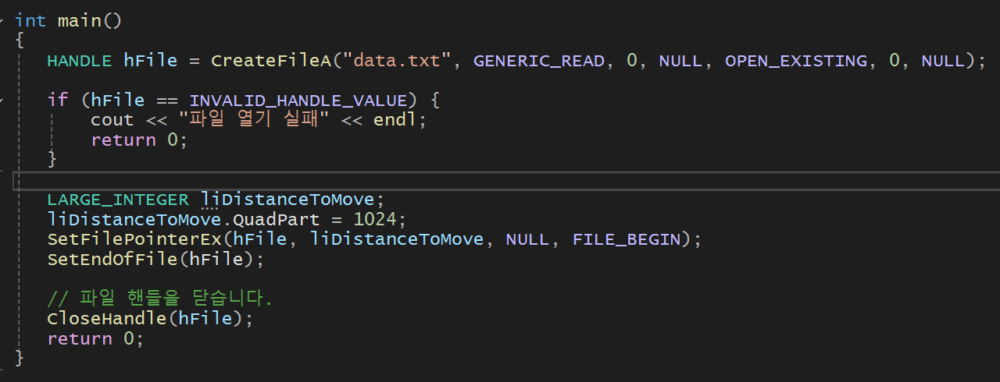 int main()
{
HANDLE hFile = CreateFileA("data.txt", GENERIC_READ, 0, NULL, OPEN_EXISTING, 0, NULL);
if (hFile == INVALID_HANDLE_VALUE) {
cout << "파일 열기 실패" << endl;
return 0;
}
LARGE_INTEGER liDistanceToMove;
liDistanceToMove.QuadPart = 1024;
SetFilePointerEx(hFile, liDistanceToMove, NULL, FILE_BEGIN);
SetEndOfFile(hFile);
// 파일 핸들을 닫습니다.
CloseHandle(hFile);
return 0;
}